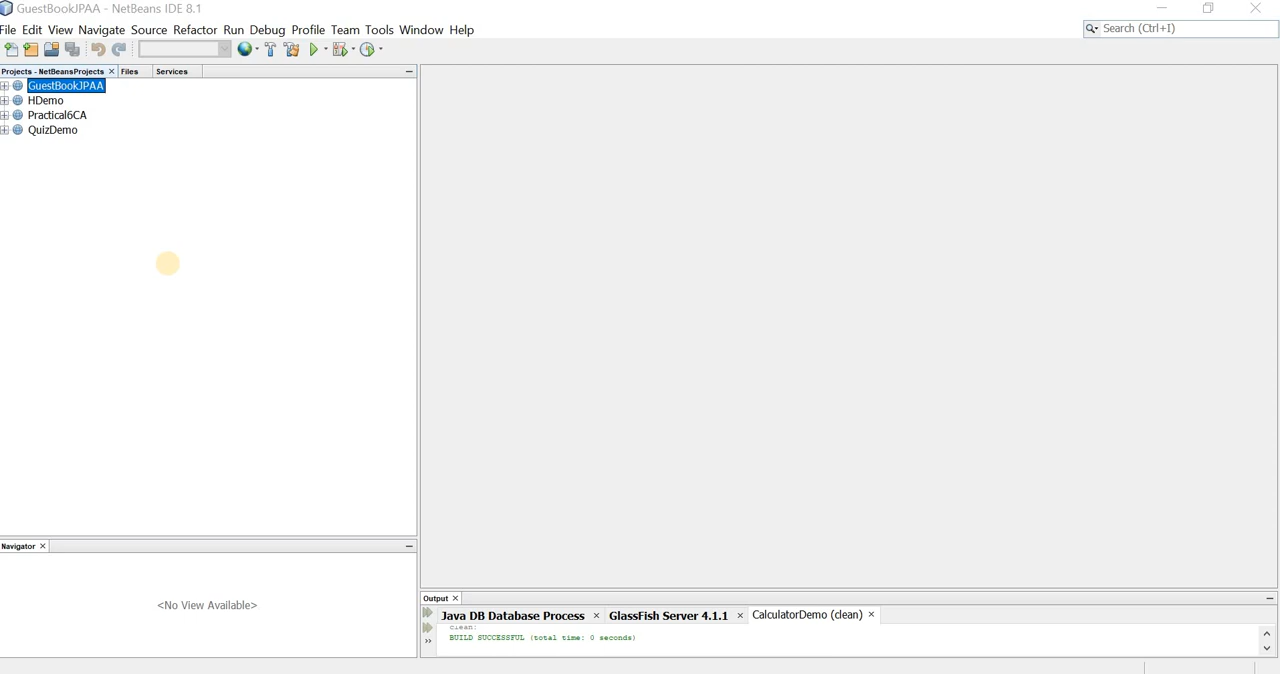 GuestBookJPAA - NetBeans IDE 8.1
File Edit View Navigate Source Refactor Run Debug Profile Team Tools Window Help
Search (Ctrl+I)
Projects - NetBeansProjects Files Services
GuestBookJPAA
HDemo
Practical6CA
QuizDemo
Navigator
<No View Available>
Output
Java DB Database Process GlassFish Server 4.1.1 CalculatorDemo (clean)
clean:
BUILD SUCCESSFUL (total time: 0 seconds)